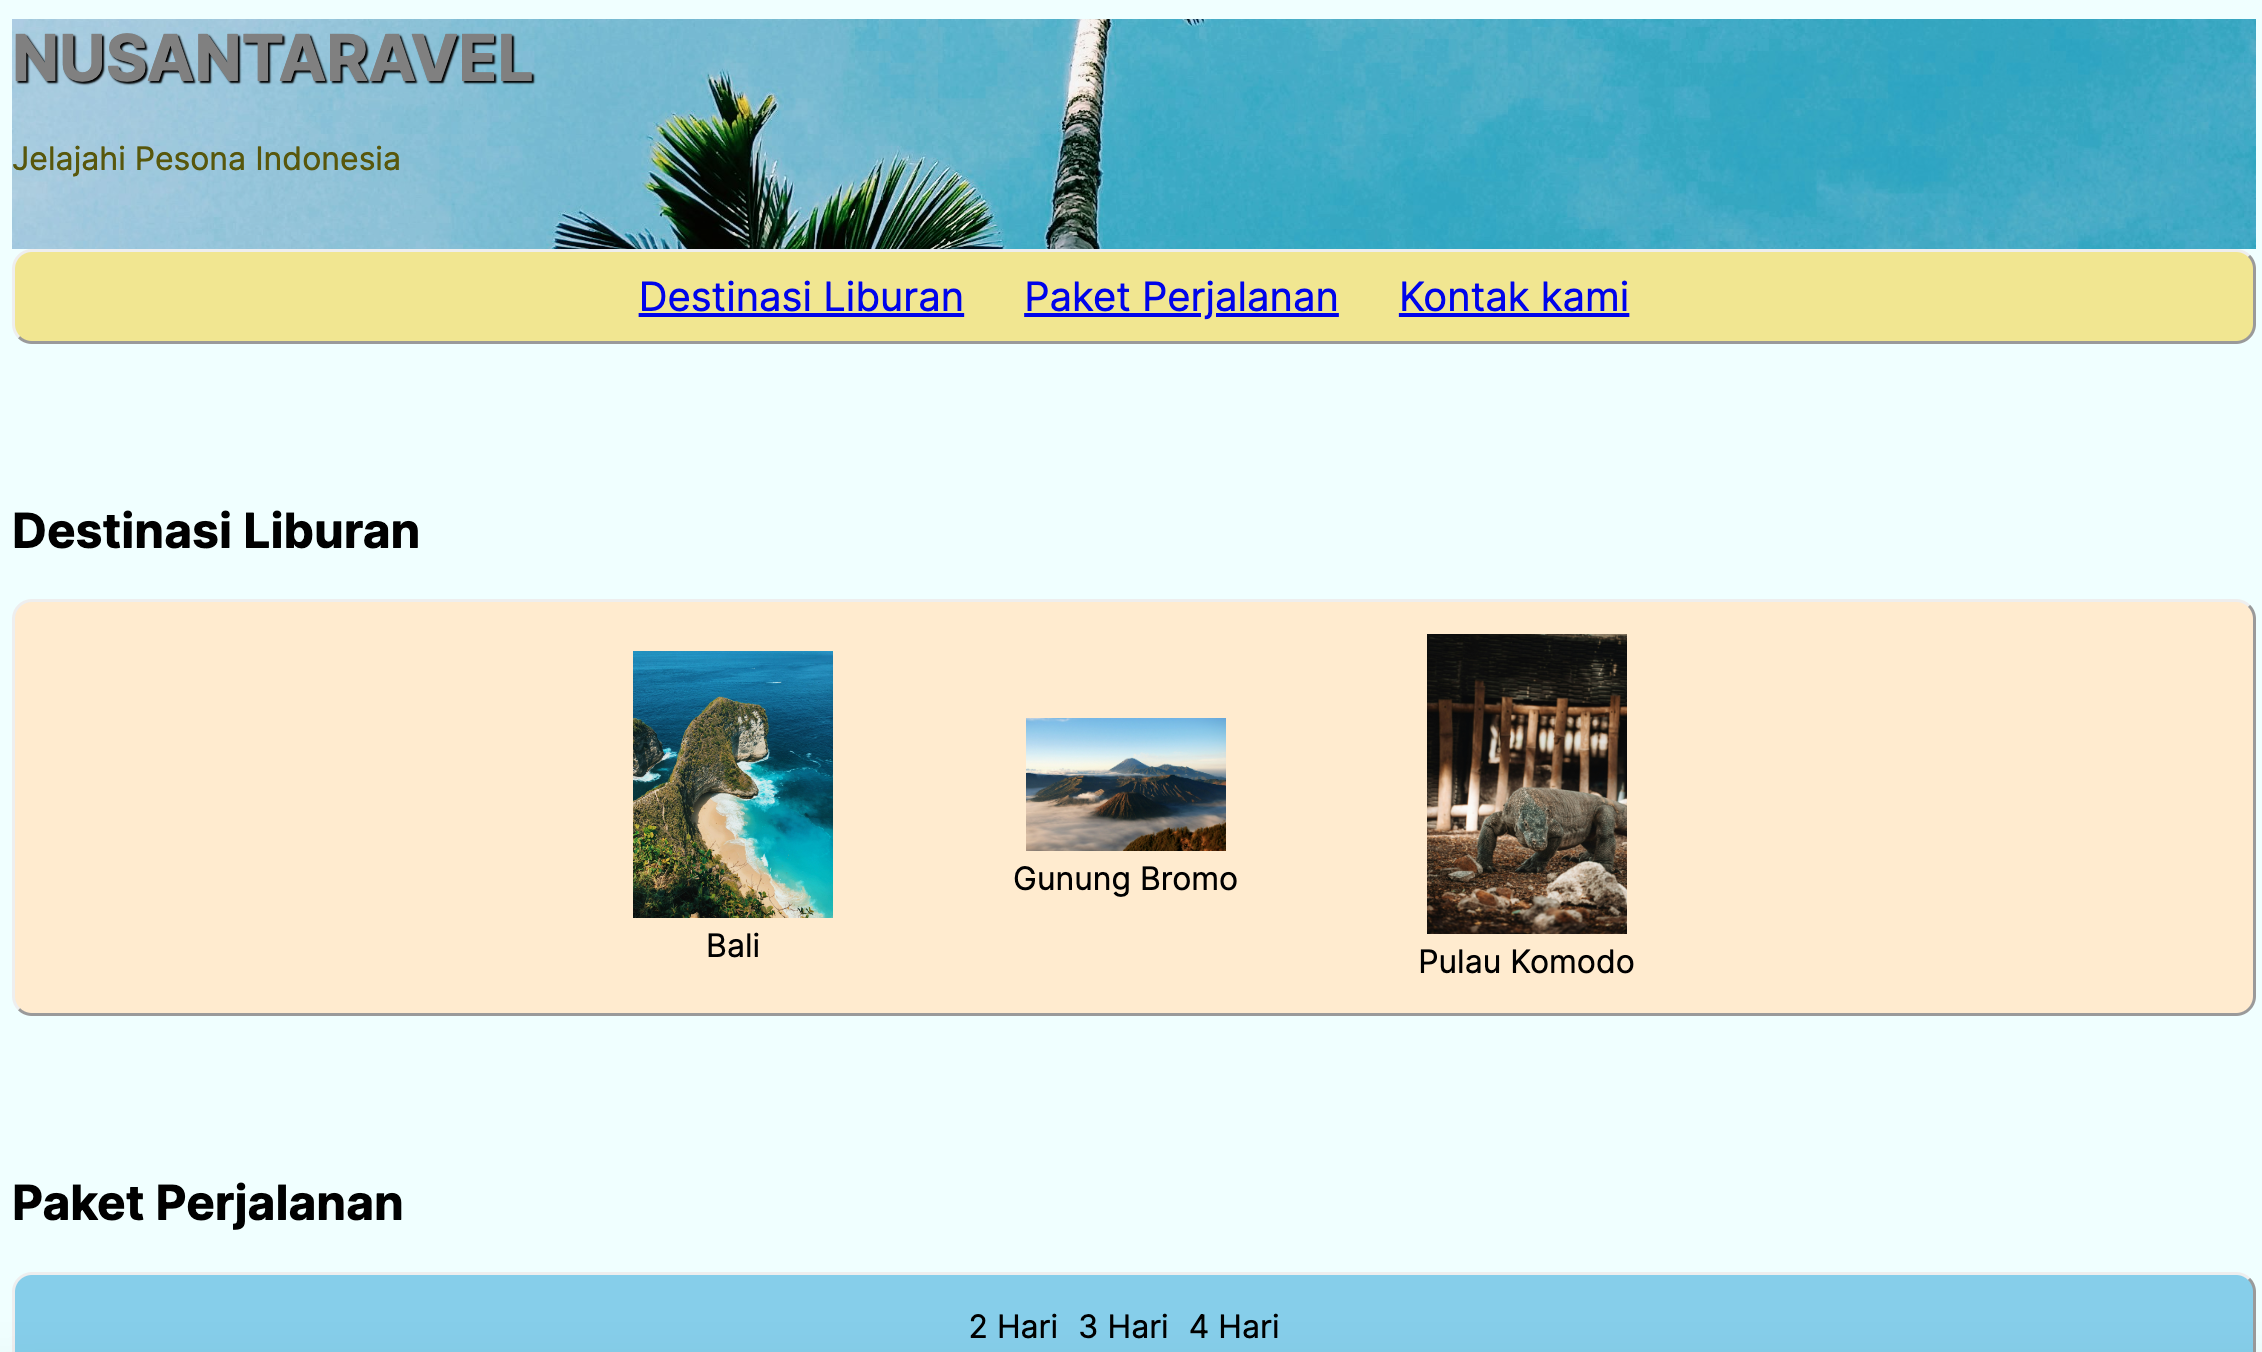 NUSANTARAVEL
Jelajahi Pesona Indonesia
Destinasi Liburan Paket Perjalanan Kontak kami
Destinasi Liburan
Bali
Gunung Bromo
Pulau Komodo
Paket Perjalanan
2 Hari 3 Hari 4 Hari